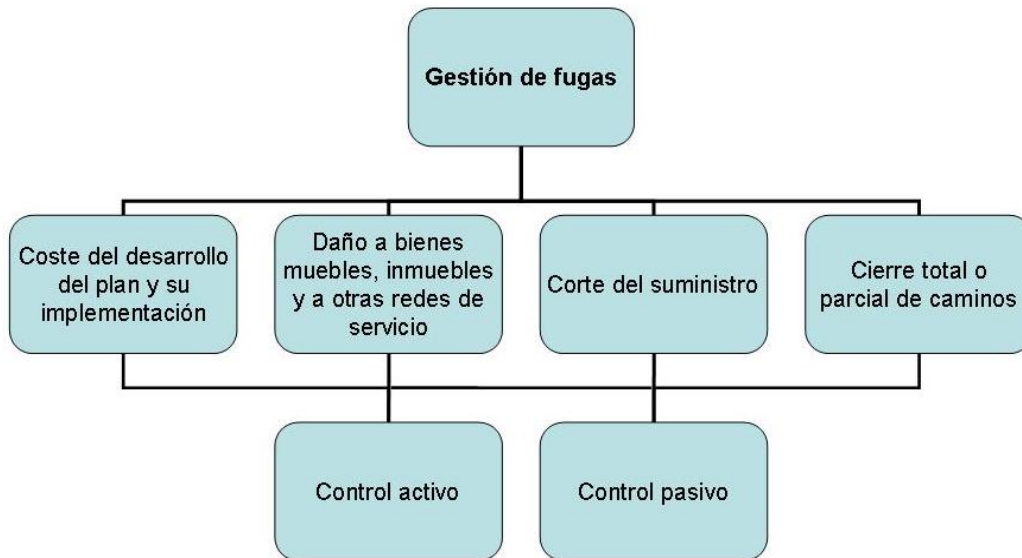 Gestión de fugas
Coste del desarrollo
del plan y su
implementación
Daño a bienes
muebles, inmuebles
y a otras redes de
servicio
Corte del suministro
Cierre total o
parcial de caminos
Control activo
Control pasivo